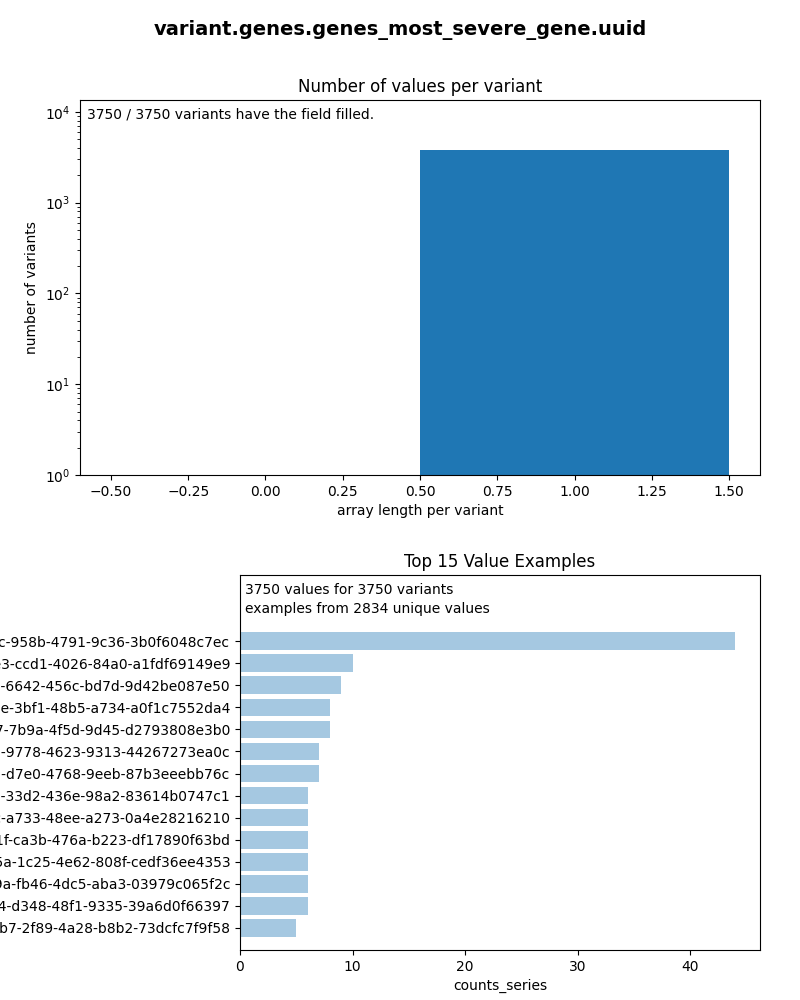 variant.genes.genes_most_severe_gene.uuid
Number of values per variant
3750 / 3750 variants have the field filled.
10⁴
10³
10²
10¹
10⁰
number of variants
−0.50
−0.25
0.00
0.25
0.50
0.75
1.00
1.25
1.50
array length per variant
Top 15 Value Examples
3750 values for 3750 variants
examples from 2834 unique values
c-958b-4791-9c36-3b0f6048c7ec
3-ccd1-4026-84a0-a1fdf69149e9
-6642-456c-bd7d-9d42be087e50
e-3bf1-48b5-a734-a0f1c7552da4
7-7b9a-4f5d-9d45-d2793808e3b0
-9778-4623-9313-44267273ea0c
-d7e0-4768-9eeb-87b3eeebb76c
-33d2-436e-98a2-83614b0747c1
-a733-48ee-a273-0a4e28216210
1f-ca3b-476a-b223-df17890f63bd
5a-1c25-4e62-808f-cedf36ee4353
9a-fb46-4dc5-aba3-03979c065f2c
4-d348-48f1-9335-39a6d0f66397
b7-2f89-4a28-b8b2-73dcfc7f9f58
0
10
20
30
40
counts_series